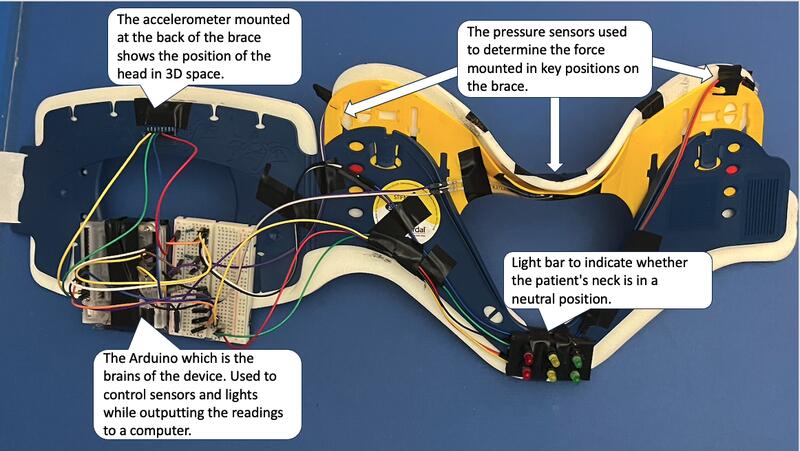 The accelerometer mounted
at the back of the brace
shows the position of the
head in 3D space.
The pressure sensors used
to determine the force
mounted in key positions on
the brace.
STIF
Light bar to indicate whether
the patient's neck is in a
neutral position.
The Arduino which is the
brains of the device. Used to
control sensors and lights
while outputting the readings
to a computer.